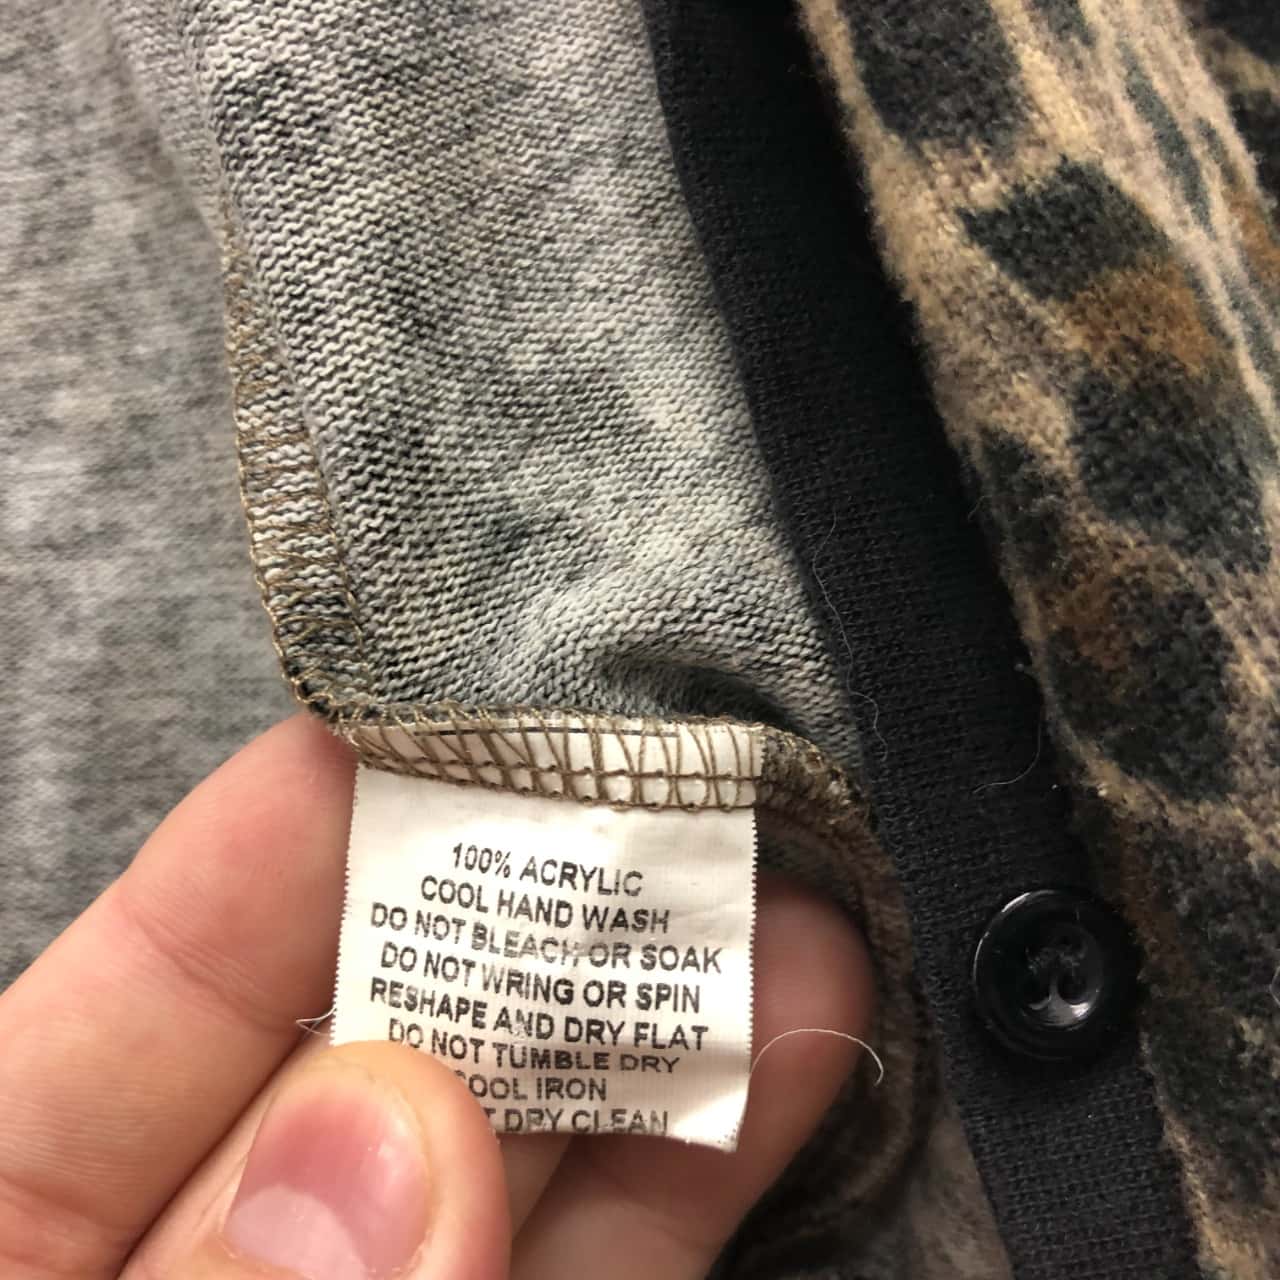 100% ACRYLIC
COOL HAND WASH
DO NOT BLEACH OR SOAK
DO NOT WRING OR SPIN
RESHAPE AND DRY FLAT
DO NOT TUMBLE DRY
COOL IRON
DRY CLEAN